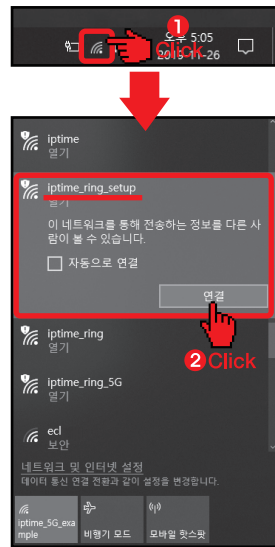 1
오후 5:05
Click
2019-11-26
iptime
열기
iptime_ring_setup
열기
이 네트워크를 통해 전송하는 정보를 다른 사
람이 볼 수 있습니다.
자동으로 연결
연결
2 Click
iptime_ring
열기
iptime_ring_5G
열기
ecl
보안
네트워크 및 인터넷 설정
데이터 통신 연결 전환과 같이 설정을 변경합니다.
iptime_5G_exa
mple
비행기 모드
모바일 핫스팟